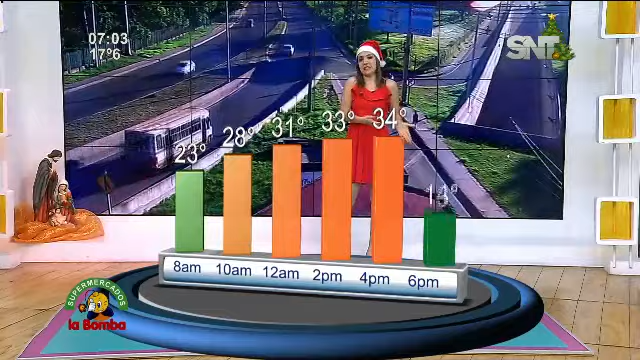 07:03
17°6
SNT
23°
28°
31°
33°
34°
8am
10am
12am
2pm
4pm
6pm
SUPERMERCADOS
la Bomba